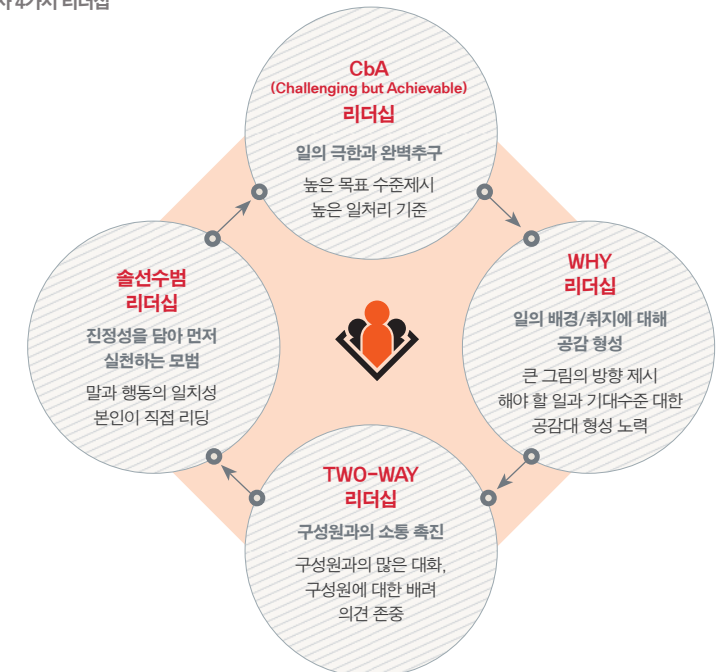 4가지 리더십
CbA
(Challenging but Achievable)
리더십
일의 극한과 완벽추구
높은 목표 수준제시
높은 일처리 기준
WHY
리더십
일의 배경/취지에 대해
공감 형성
큰 그림의 방향 제시
해야 할 일과 기대수준 대한
공감대 형성 노력
TWO-WAY
리더십
구성원과의 소통 촉진
구성원과의 많은 대화,
구성원에 대한 배려
의견 존중
솔선수범
리더십
진정성을 담아 먼저
실천하는 모범
말과 행동의 일치성
본인이 직접 리딩